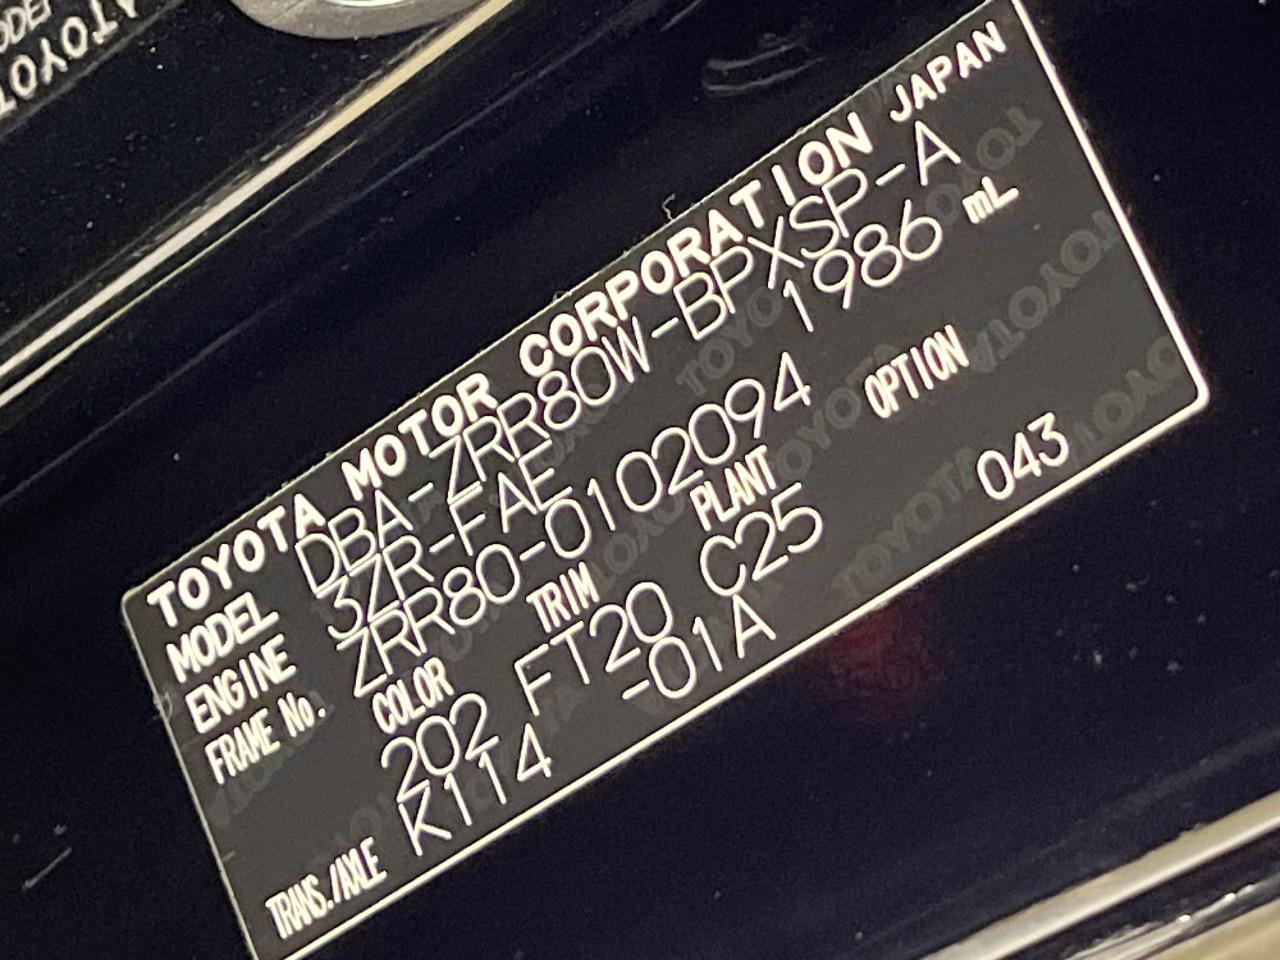 TOYOTA MOTOR CORPORATION JAPAN
MODEL DBA-ZRR80W-BPXSP-A
ENGINE 3ZR-FAE 1986 mL
FRAME No. ZRR80-0102094
COLOR TRIM PLANT OPTION
202 FT20 C25 043
TRANS./AXLE K114 -01A